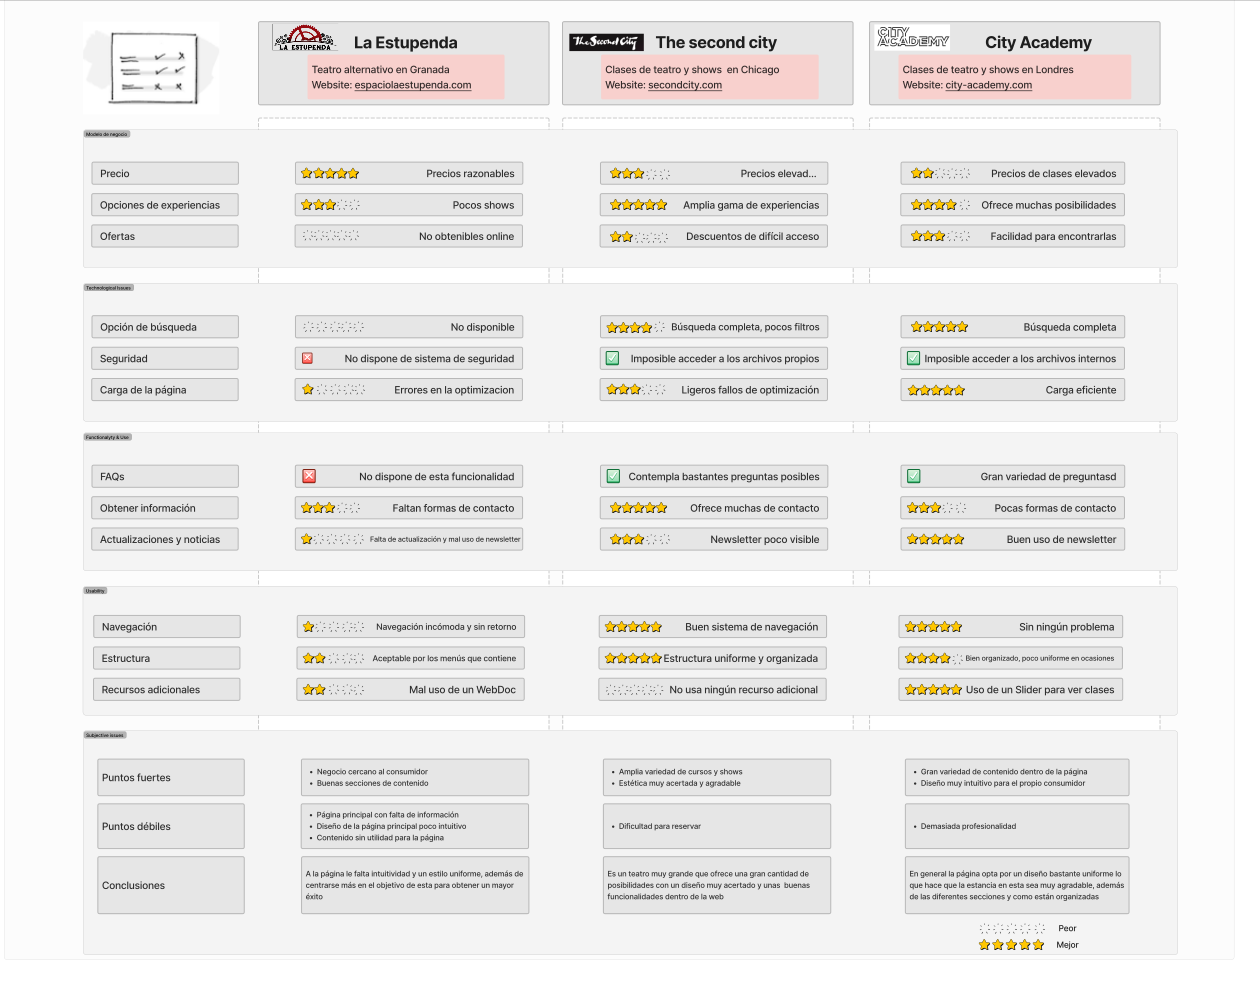 LA ESTUPENDA
La Estupenda
Teatro alternativo en Granada
Website: espaciolaestupenda.com
The Second City
The second city
Clases de teatro y shows en Chicago
Website: secondcity.com
CITY ACADEMY
City Academy
Clases de teatro y shows en Londres
Website: city-academy.com
Modelo de negocio
Precio
Precios razonables
Precios elevad...
Precios de clases elevados
Opciones de experiencias
Pocos shows
Amplia gama de experiencias
Ofrece muchas posibilidades
Ofertas
No obtenibles online
Descuentos de difícil acceso
Facilidad para encontrarlas
Technological Issues
Opción de búsqueda
No disponible
Búsqueda completa, pocos filtros
Búsqueda completa
Seguridad
No dispone de sistema de seguridad
Imposible acceder a los archivos propios
Imposible acceder a los archivos internos
Carga de la página
Errores en la optimizacion
Ligeros fallos de optimización
Carga eficiente
Functionalyty & Use
FAQs
No dispone de esta funcionalidad
Contempla bastantes preguntas posibles
Gran variedad de preguntasd
Obtener información
Faltan formas de contacto
Ofrece muchas de contacto
Pocas formas de contacto
Actualizaciones y noticias
Falta de actualización y mal uso de newsletter
Newsletter poco visible
Buen uso de newsletter
Usability
Navegación
Navegación incómoda y sin retorno
Buen sistema de navegación
Sin ningún problema
Estructura
Aceptable por los menús que contiene
Estructura uniforme y organizada
Bien organizado, poco uniforme en ocasiones
Recursos adicionales
Mal uso de un WebDoc
No usa ningún recurso adicional
Uso de un Slider para ver clases
Subjective issues
Puntos fuertes
• Negocio cercano al consumidor
• Buenas secciones de contenido
• Amplia variedad de cursos y shows
• Estética muy acertada y agradable
• Gran variedad de contenido dentro de la página
• Diseño muy intuitivo para el propio consumidor
Puntos débiles
• Página principal con falta de información
• Diseño de la página principal poco intuitivo
• Contenido sin utilidad para la página
• Dificultad para reservar
• Demasiada profesionalidad
Conclusiones
A la página le falta intuitividad y un estilo uniforme, además de
centrarse más en el objetivo de esta para obtener un mayor
éxito
Es un teatro muy grande que ofrece una gran cantidad de
posibilidades con un diseño muy acertado y unas buenas
funcionalidades dentro de la web
En general la página opta por un diseño bastante uniforme lo
que hace que la estancia en esta sea muy agradable, además
de las diferentes secciones y como están organizadas
Peor
Mejor